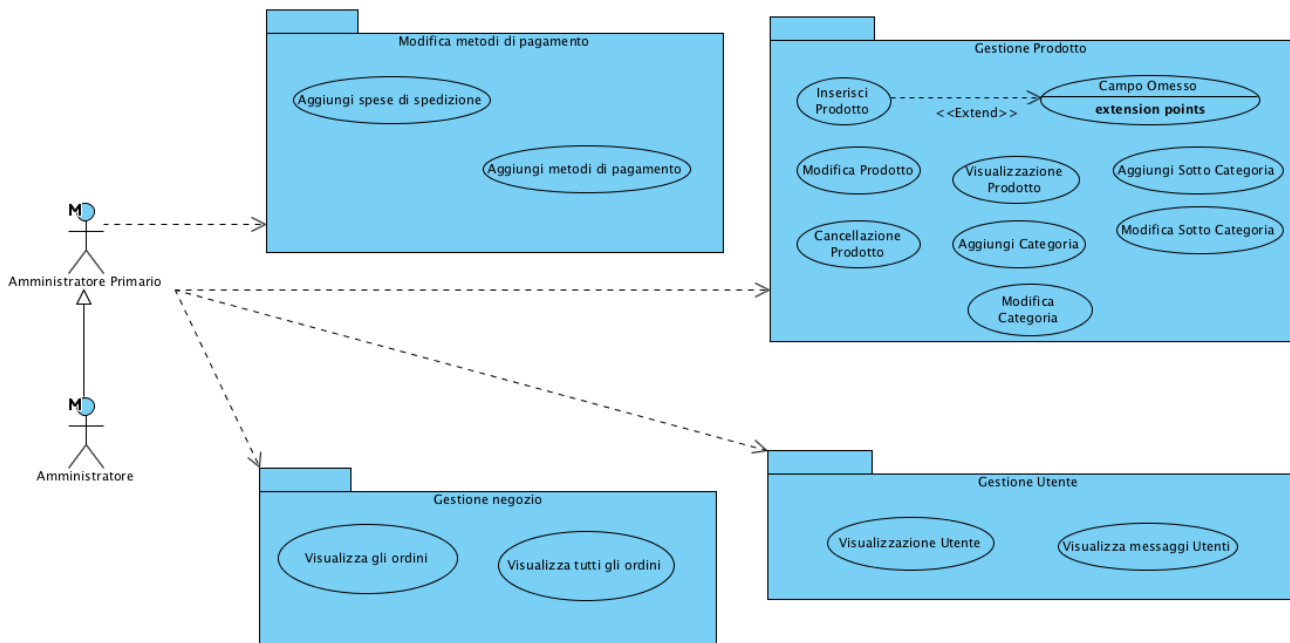 Modifica metodi di pagamento
Aggiungi spese di spedizione
Aggiungi metodi di pagamento
Gestione Prodotto
Inserisci
Prodotto
<<Extend>>
Campo Omesso
extension points
Modifica Prodotto
Visualizzazione
Prodotto
Aggiungi Sotto Categoria
Cancellazione
Prodotto
Aggiungi Categoria
Modifica Sotto Categoria
Modifica
Categoria
M
Amministratore Primario
M
Amministratore
Gestione negozio
Visualizza gli ordini
Visualizza tutti gli ordini
Gestione Utente
Visualizzazione Utente
Visualizza messaggi Utenti